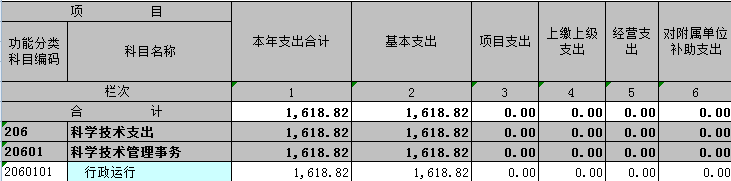 项 目
功能分类科目编码 科目名称 本年支出合计 基本支出 项目支出 上缴上级支出 经营支出 对附属单位补助支出
栏次 1 2 3 4 5 6
合 计 1,618.82 1,618.82 0.00 0.00 0.00 0.00
206 科学技术支出 1,618.82 1,618.82 0.00 0.00 0.00 0.00
20601 科学技术管理事务 1,618.82 1,618.82 0.00 0.00 0.00 0.00
2060101 行政运行 1,618.82 1,618.82 0.00 0.00 0.00 0.00